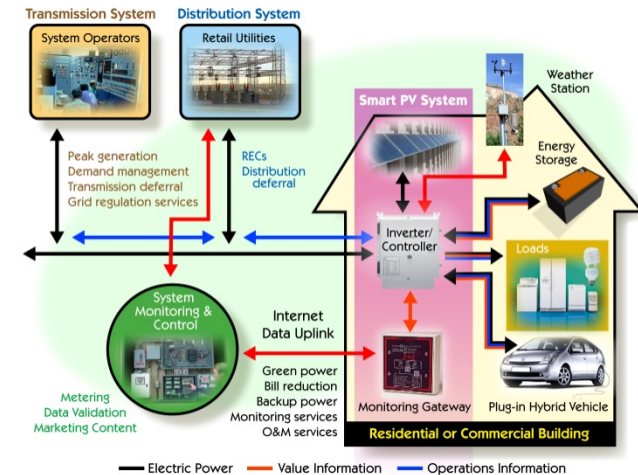 Transmission System
Distribution System
System Operators
Retail Utilities
Weather
Station
Smart PV System
Peak generation
Demand management
Transmission deferral
Grid regulation services
RECs
Distribution
deferral
Energy
Storage
Inverter/
Controller
Loads
System
Monitoring &
Control
Internet
Data Uplink
Green power
Bill reduction
Backup power
Monitoring services
O&M services
Metering
Data Validation
Marketing Content
Monitoring Gateway
Plug-in Hybrid Vehicle
Residential or Commercial Building
Electric Power
Value Information
Operations Information